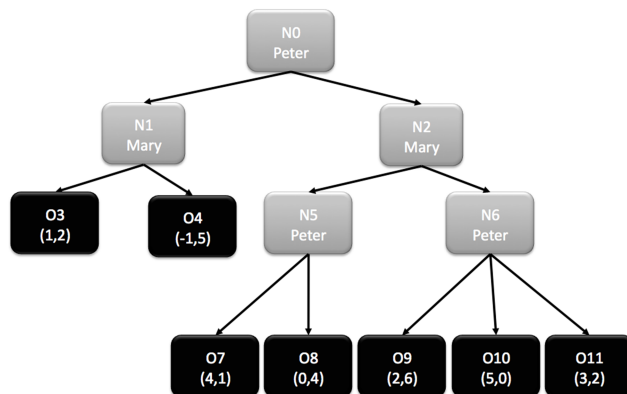 N0
Peter
N1
Mary
N2
Mary
O3
(1,2)
O4
(-1,5)
N5
Peter
N6
Peter
O7
(4,1)
O8
(0,4)
O9
(2,6)
O10
(5,0)
O11
(3,2)